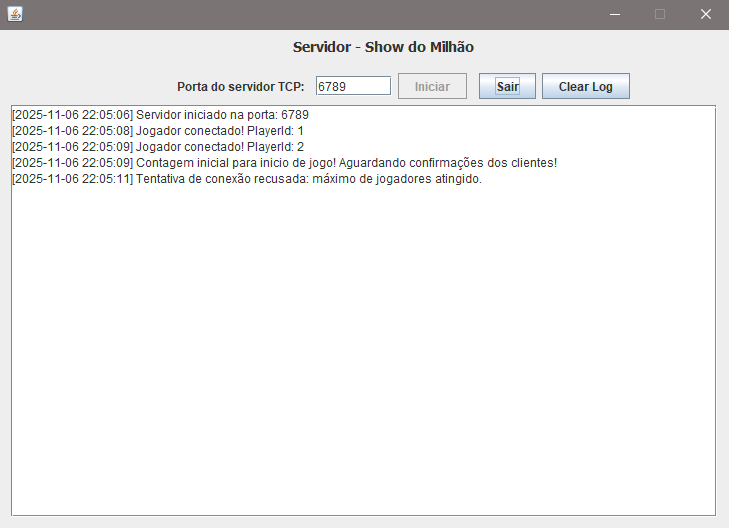 Servidor - Show do Milhão
Porta do servidor TCP: 6789 Iniciar Sair Clear Log
[2025-11-06 22:05:06] Servidor iniciado na porta: 6789
[2025-11-06 22:05:08] Jogador conectado! PlayerId: 1
[2025-11-06 22:05:09] Jogador conectado! PlayerId: 2
[2025-11-06 22:05:09] Contagem inicial para inicio de jogo! Aguardando confirmações dos clientes!
[2025-11-06 22:05:11] Tentativa de conexão recusada: máximo de jogadores atingido.